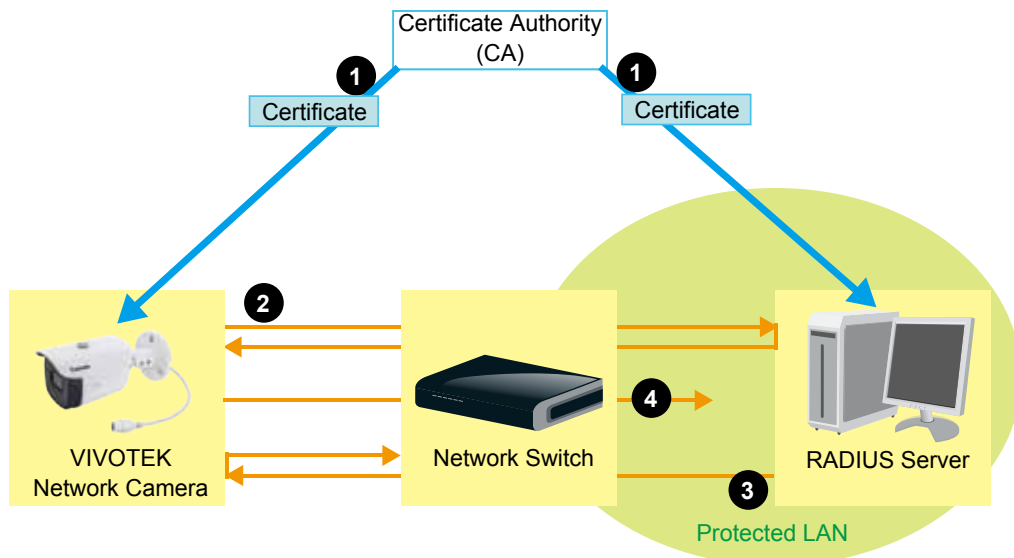 Certificate Authority
(CA)
1
1
Certificate
Certificate
2
4
VIVOTEK
Network Camera
Network Switch
RADIUS Server
3
Protected LAN